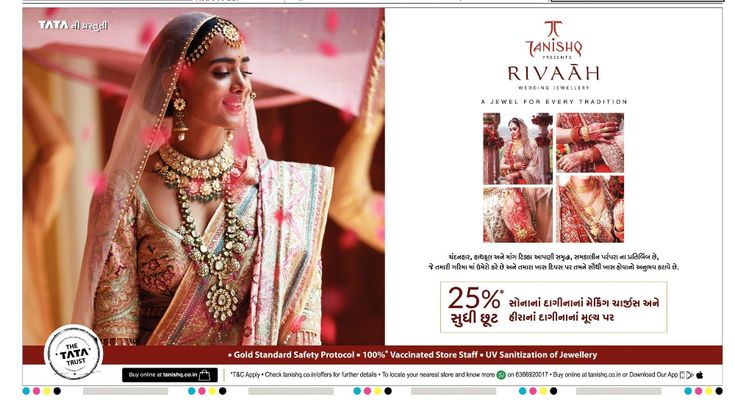 TATA ની પ્રસ્તુતી
TANISHQ
PRESENTS
RIVAAH
WEDDING JEWELLERY
A JEWEL FOR EVERY TRADITION
ચંદનહાર, હાથફૂલ અને માંગ ટિક્કા આપણી સમૃદ્ધ, સમકાલીન પરંપરા ના પ્રતિબિંબ છે,
જે તમારી ગરિમા માં ઉમેરો કરે છે અને તમારા ખાસ દિવસ પર તમને સૌથી ખાસ હોવાનો અનુભવ કરાવે છે.
25%*
સુધી છૂટ
સોનાનાં દાગીનાનાં મેકિંગ ચાર્જીસ અને
હીરાનાં દાગીનાનાં મૂલ્ય પર
THE
TATA
TRUST
• Gold Standard Safety Protocol • 100%* Vaccinated Store Staff • UV Sanitization of Jewellery
Buy online at tanishq.co.in
*T&C Apply • Check tanishq.co.in/offers for further details • To locate your nearest store and know more on 6386920017 • Buy online at tanishq.co.in or Download Our App